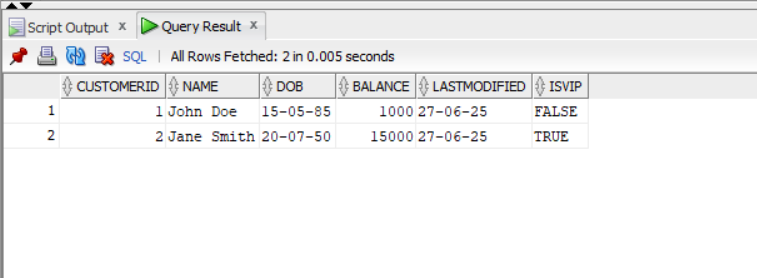 Script Output x Query Result x
SQL | All Rows Fetched: 2 in 0.005 seconds
CUSTOMERID NAME DOB BALANCE LASTMODIFIED ISVIP
1 1 John Doe 15-05-85 1000 27-06-25 FALSE
2 2 Jane Smith 20-07-50 15000 27-06-25 TRUE